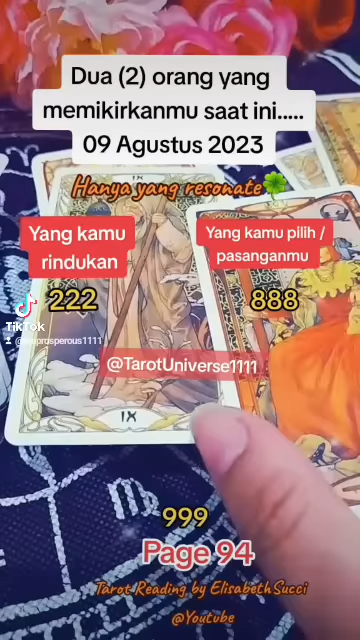 Dua (2) orang yang
memikirkanmu saat ini.....
09 Agustus 2023
IX
Hanya yang resonate
Yang kamu
rindukan
Yang kamu pilih /
pasanganmu
222
888
TikTok
@TarotUniverse1111
IX
999
Page 94
Tarot Reading by ElisabethSucci
@Youtube